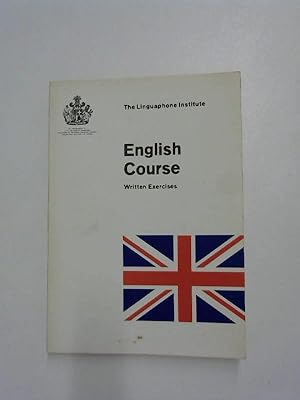 The Linguaphone Institute
English
Course
Written Exercises